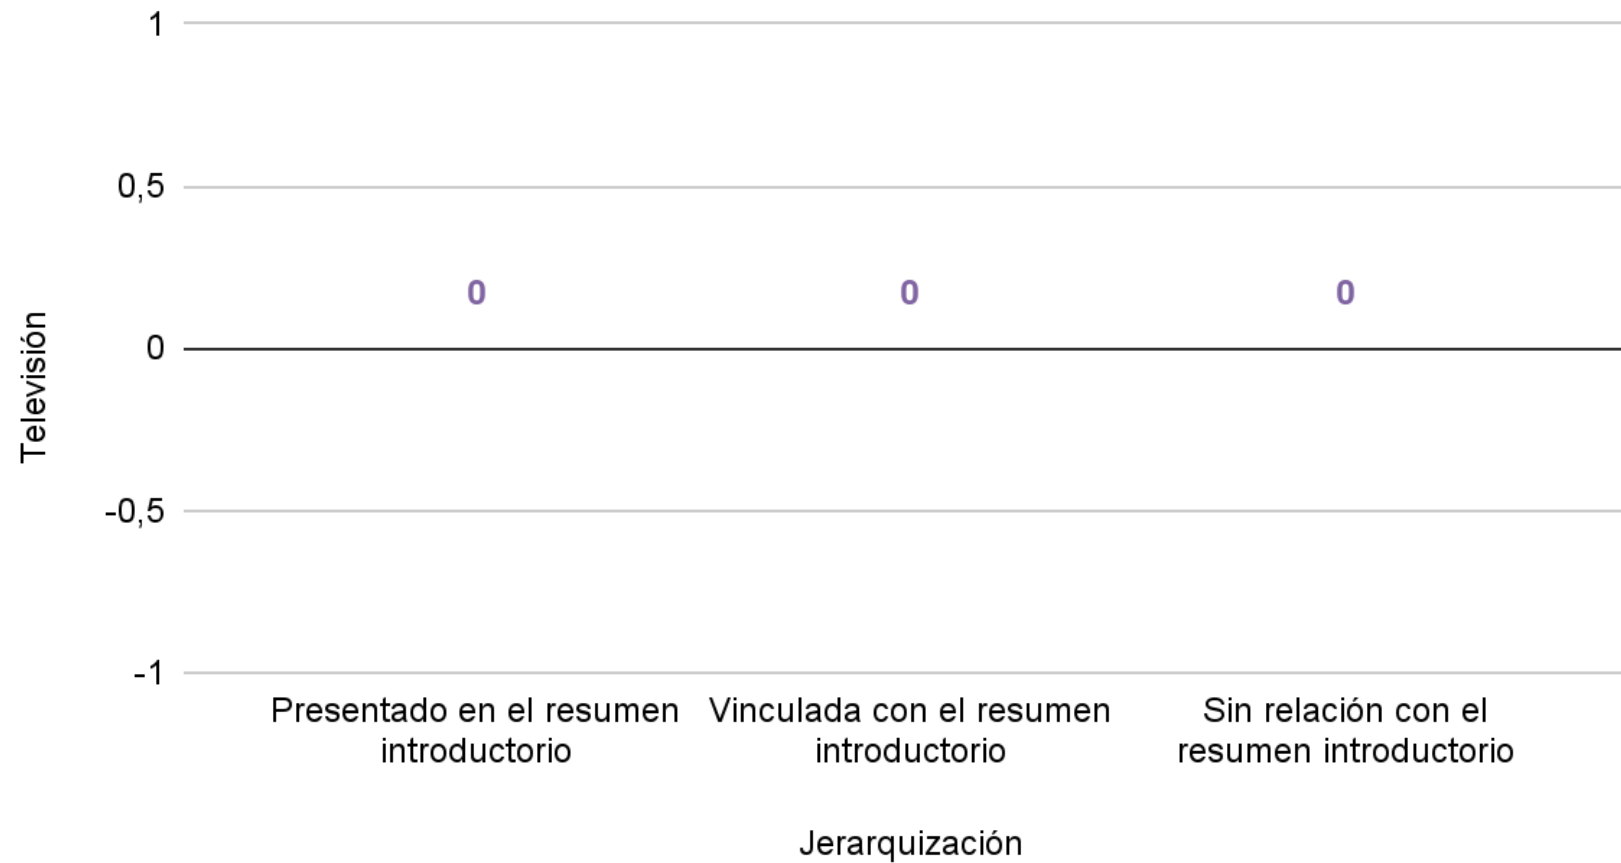 1
0,5
0 0 0
0
-0,5
-1
Televisión
Presentado en el resumen
introductorio
Vinculada con el resumen
introductorio
Sin relación con el
resumen introductorio
Jerarquización